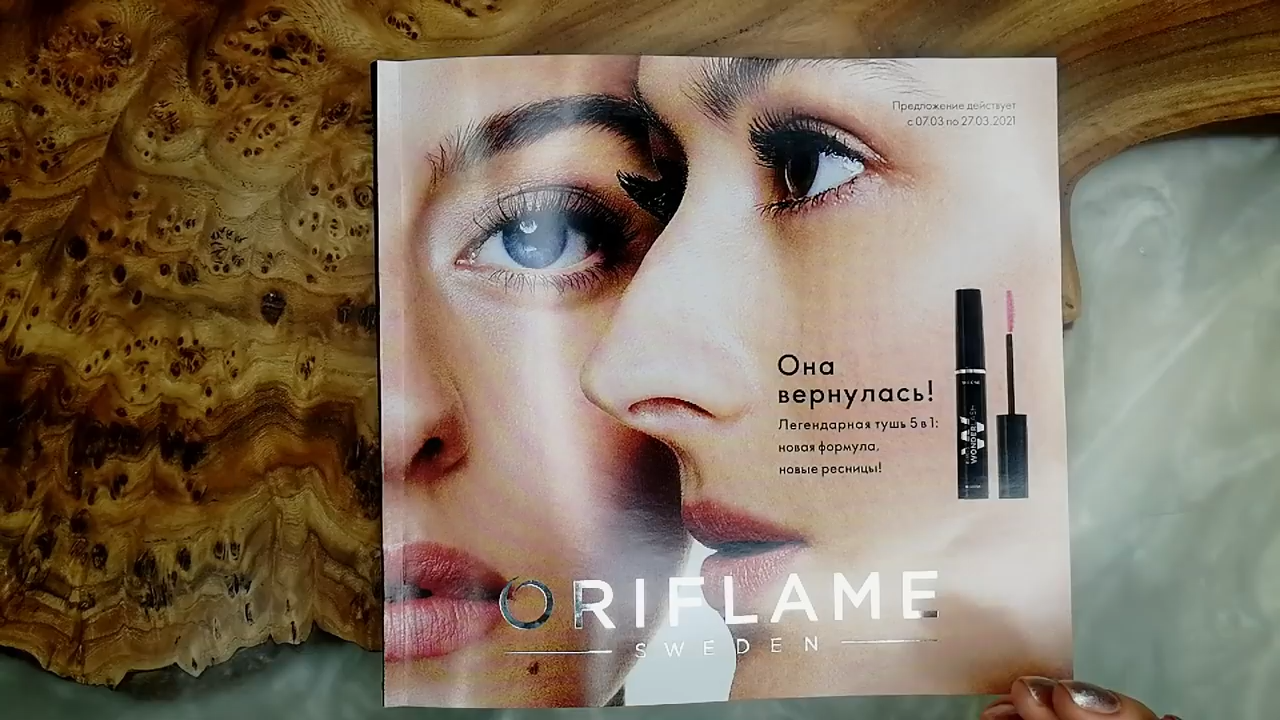 Предложение действует
с 07.03 по 27.03.2021
Она
вернулась!
Легендарная тушь 5 в 1:
новая формула,
новые ресницы!
WONDERLASH
ORIFLAME
SWEDEN